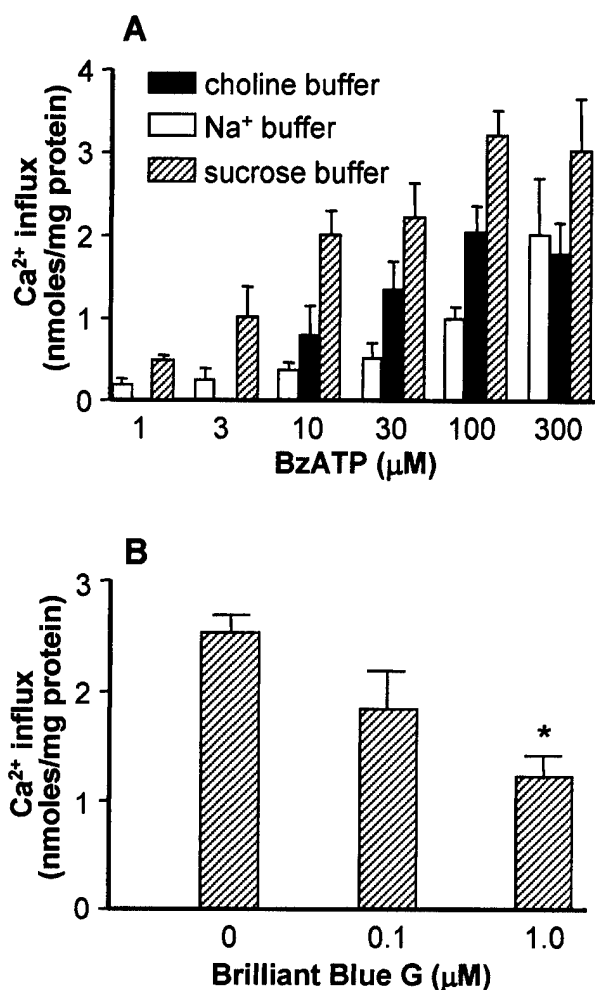 A
Ca2+ influx
(nmoles/mg protein)
4
3
2
1
0
choline buffer
Na+ buffer
sucrose buffer
1 3 10 30 100 300
BzATP (μM)
B
Ca2+ influx
(nmoles/mg protein)
3
2
1
0
*
0 0.1 1.0
Brilliant Blue G (μM)